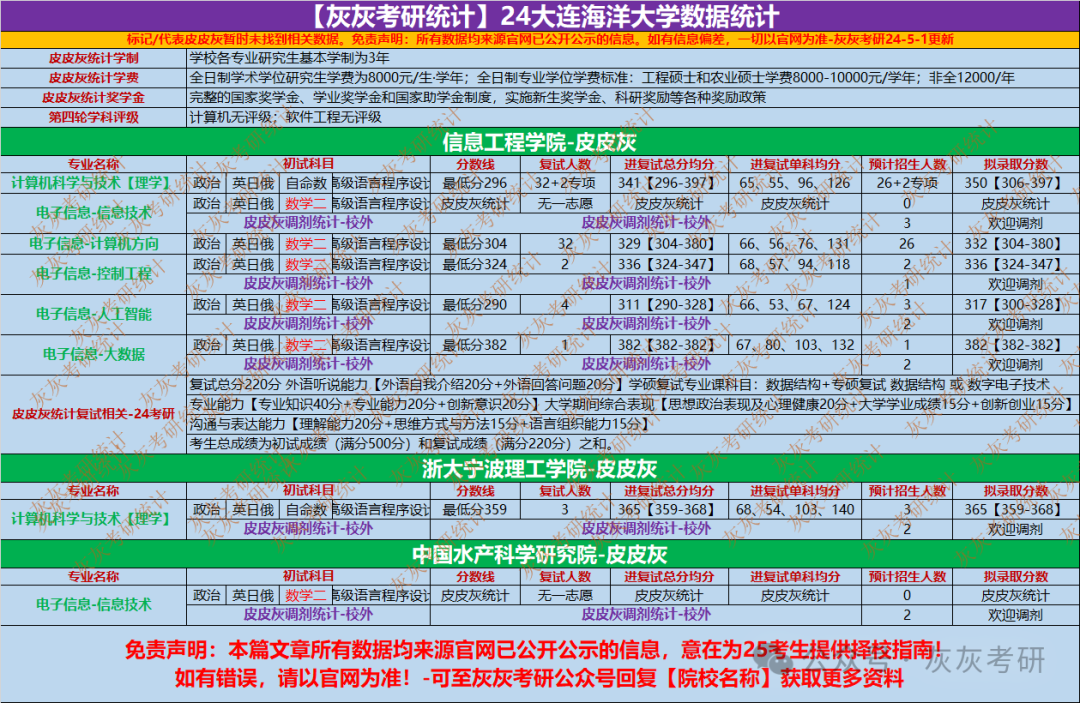 【灰灰考研统计】24大连海洋大学数据统计
标记/代表皮皮灰暂时未找到相关数据。免责声明：所有数据均来源官网已公开公示的信息。如有信息偏差，一切以官网为准-灰灰考研24-5-1更新
皮皮灰统计学制 学校各专业研究生基本学制为3年
皮皮灰统计学费 全日制学术学位研究生学费为8000元/生·学年；全日制专业学位学费标准：工程硕士和农业硕士学费8000-10000元/学年；非全12000/年
皮皮灰统计奖学金 完整的国家奖学金、学业奖学金和国家助学金制度，实施新生奖学金、科研奖励等各种奖励政策
第四轮学科评级 计算机无评级；软件工程无评级
信息工程学院-皮皮灰
专业名称 初试科目 分数线 复试人数 进复试总分均分 进复试单科均分 预计招生人数 拟录取分数
计算机科学与技术【理学】 政治 英日俄 自命数 高级语言程序设计 最低分296 32+2专项 341【296-397】 65、55、96、126 26+2专项 350【306-397】
电子信息-信息技术 政治 英日俄 数学二 高级语言程序设计 皮皮灰统计 无一志愿 皮皮灰统计 皮皮灰统计 0 皮皮灰统计
皮皮灰调剂统计-校外 皮皮灰调剂统计-校外 3 欢迎调剂
电子信息-计算机方向 政治 英日俄 数学二 高级语言程序设计 最低分304 32 329【304-380】 66、56、76、131 26 332【304-380】
电子信息-控制工程 政治 英日俄 数学二 高级语言程序设计 最低分324 2 336【324-347】 68、57、94、118 2 336【324-347】
皮皮灰调剂统计-校外 皮皮灰调剂统计-校外 1 欢迎调剂
电子信息-人工智能 政治 英日俄 数学二 高级语言程序设计 最低分290 4 311【290-328】 66、53、67、124 3 317【300-328】
皮皮灰调剂统计-校外 皮皮灰调剂统计-校外 2 欢迎调剂
电子信息-大数据 政治 英日俄 数学二 高级语言程序设计 最低分382 1 382【382-382】 67、80、103、132 1 382【382-382】
皮皮灰调剂统计-校外 皮皮灰调剂统计-校外 2 欢迎调剂
皮皮灰统计复试相关-24考研
复试总分220分 外语听说能力【外语自我介绍20分+外语回答问题20分】学硕复试专业课科目：数据结构+专硕复试 数据结构 或 数字电子技术
专业能力【专业知识40分+专业能力20分+创新意识20分】大学期间综合表现【思想政治表现及心理健康20分+大学学业成绩15分+创新创业15分】
沟通与表达能力【理解能力20分+思维方式与方法15分+语言组织能力15分】
考生总成绩为初试成绩（满分500分）和复试成绩（满分220分）之和。
浙大宁波理工学院-皮皮灰
专业名称 初试科目 分数线 复试人数 进复试总分均分 进复试单科均分 预计招生人数 拟录取分数
计算机科学与技术【理学】 政治 英日俄 自命数 高级语言程序设计 最低分359 3 365【359-368】 68、54、103、140 3 365【359-368】
皮皮灰调剂统计-校外 皮皮灰调剂统计-校外 2 欢迎调剂
中国水产科学研究院-皮皮灰
专业名称 初试科目 分数线 复试人数 进复试总分均分 进复试单科均分 预计招生人数 拟录取分数
电子信息-信息技术 政治 英日俄 数学二 高级语言程序设计 皮皮灰统计 无一志愿 皮皮灰统计 皮皮灰统计 0 皮皮灰统计
皮皮灰调剂统计-校外 皮皮灰调剂统计-校外 2 欢迎调剂
免责声明：本篇文章所有数据均来源官网已公开公示的信息，意在为25考生提供择校指南！
如有错误，请以官网为准！-可至灰灰考研公众号回复【院校名称】获取更多资料
公众号·灰灰考研